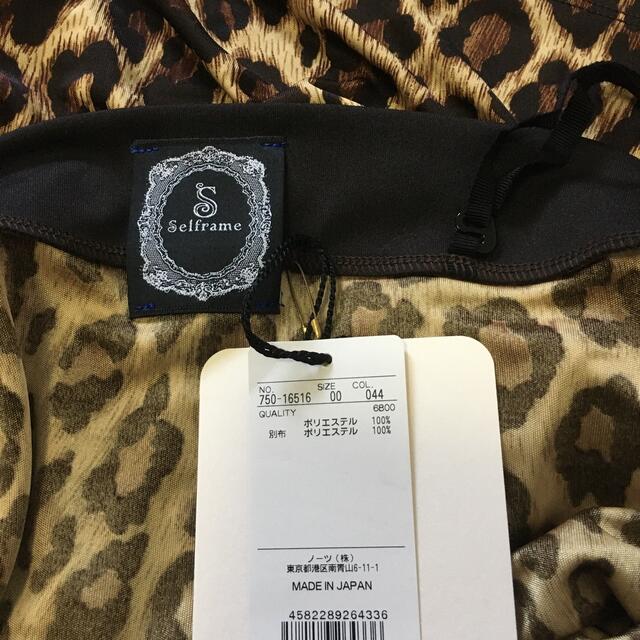 S
Selframe
NO. SIZE COL.
750-16516 00 044
QUALITY 6800
ポリエステル 100%
別布 ポリエステル 100%
ノーツ(株)
東京都港区南青山6-11-1
MADE IN JAPAN
4582289264336